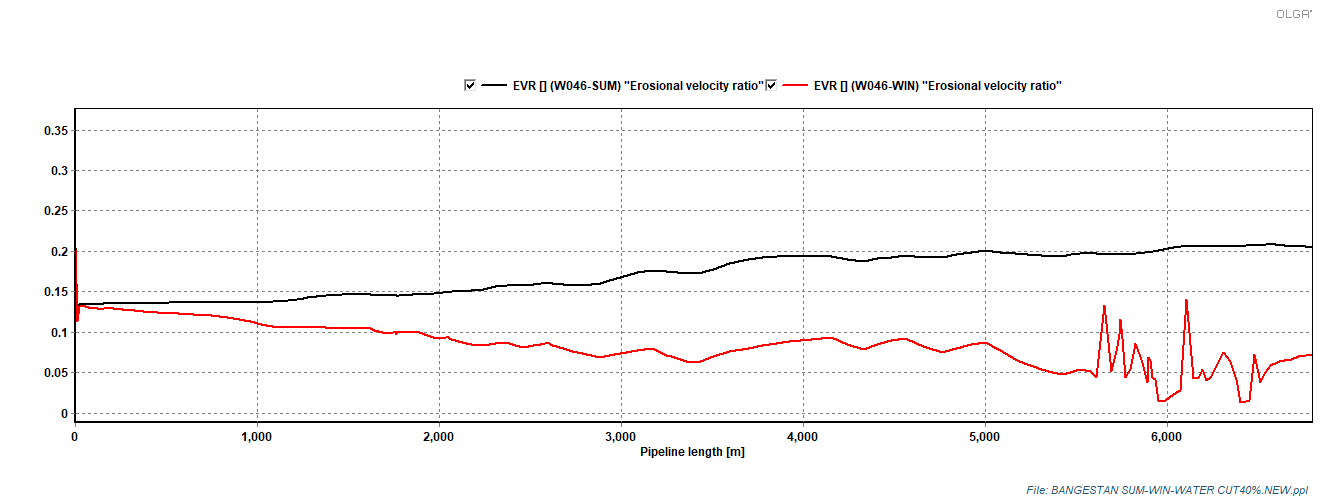 OLGA
EVR [] (W046-SUM) "Erosional velocity ratio" EVR [] (W046-WIN) "Erosional velocity ratio"
0.35
0.3
0.25
0.2
0.15
0.1
0.05
0
0 1,000 2,000 3,000 4,000 5,000 6,000
Pipeline length [m]
File: BANGESTAN SUM-WIN-WATER CUT40%.NEW.ppl